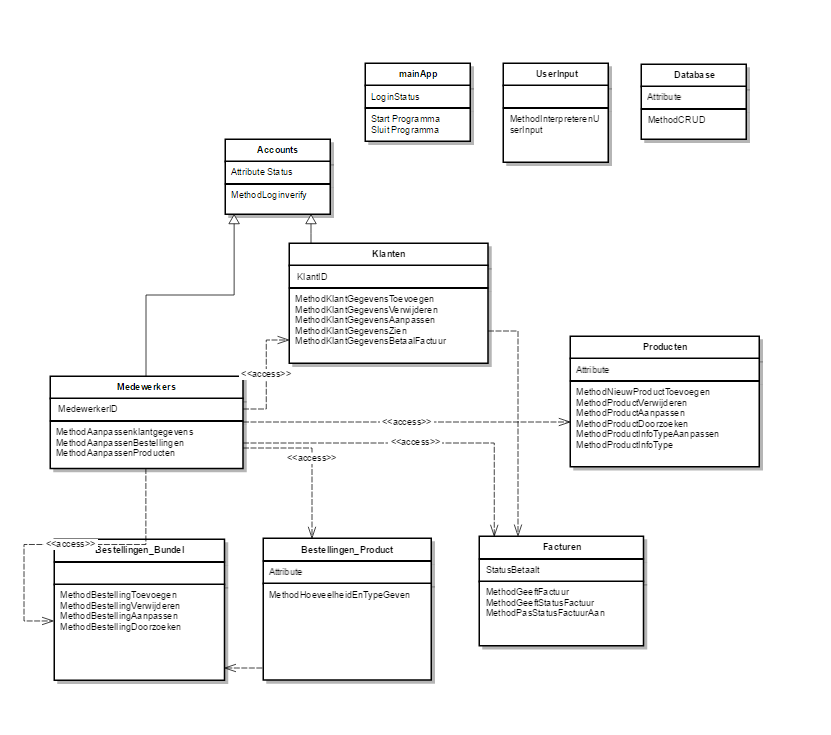 mainApp
LoginStatus
Start Programma
Sluit Programma
UserInput
MethodInterpreterenU
serInput
Database
Attribute
MethodCRUD
Accounts
Attribute Status
MethodLoginverify
Klanten
KlantID
MethodKlantGegevensToevoegen
MethodKlantGegevensVerwijderen
MethodKlantGegevensAanpassen
MethodKlantGegevensZien
MethodKlantGegevensBetaalFactuur
Producten
Attribute
MethodNieuwProductToevoegen
MethodProductVerwijderen
MethodProductAanpassen
MethodProductDoorzoeken
MethodProductInfoTypeAanpassen
MethodProductInfoType
<<access>>
Medewerkers
MedewerkerID
MethodAanpassenklantgegevens
MethodAanpassenBestellingen
MethodAanpassenProducten
<<access>>
<<access>>
<<access>>
<<access>>
Bestellingen_Bundel
MethodBestellingToevoegen
MethodBestellingVerwijderen
MethodBestellingAanpassen
MethodBestellingDoorzoeken
Bestellingen_Product
Attribute
MethodHoeveelheidEnTypeGeven
Facturen
StatusBetaalt
MethodGeeftFactuur
MethodGeeftStatusFactuur
MethodPasStatusFactuurAan